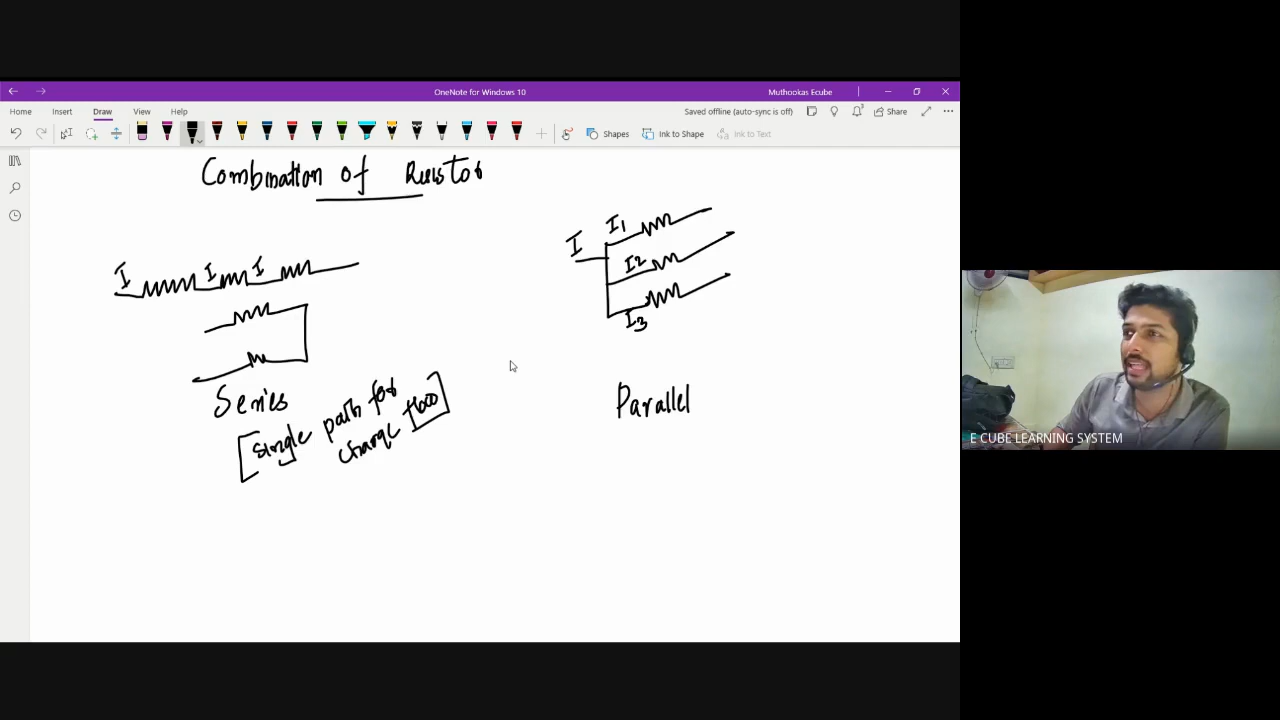 OneNote for Windows 10
Muthookas Ecube
Home Insert Draw View Help
Saved offline (auto-sync is off)
Share
Shapes
Ink to Shape
Ink to Text
Combination of Resistor
I I I
I I1
I2
I3
Series
[single path for
charge flow]
Parallel
E CUBE LEARNING SYSTEM